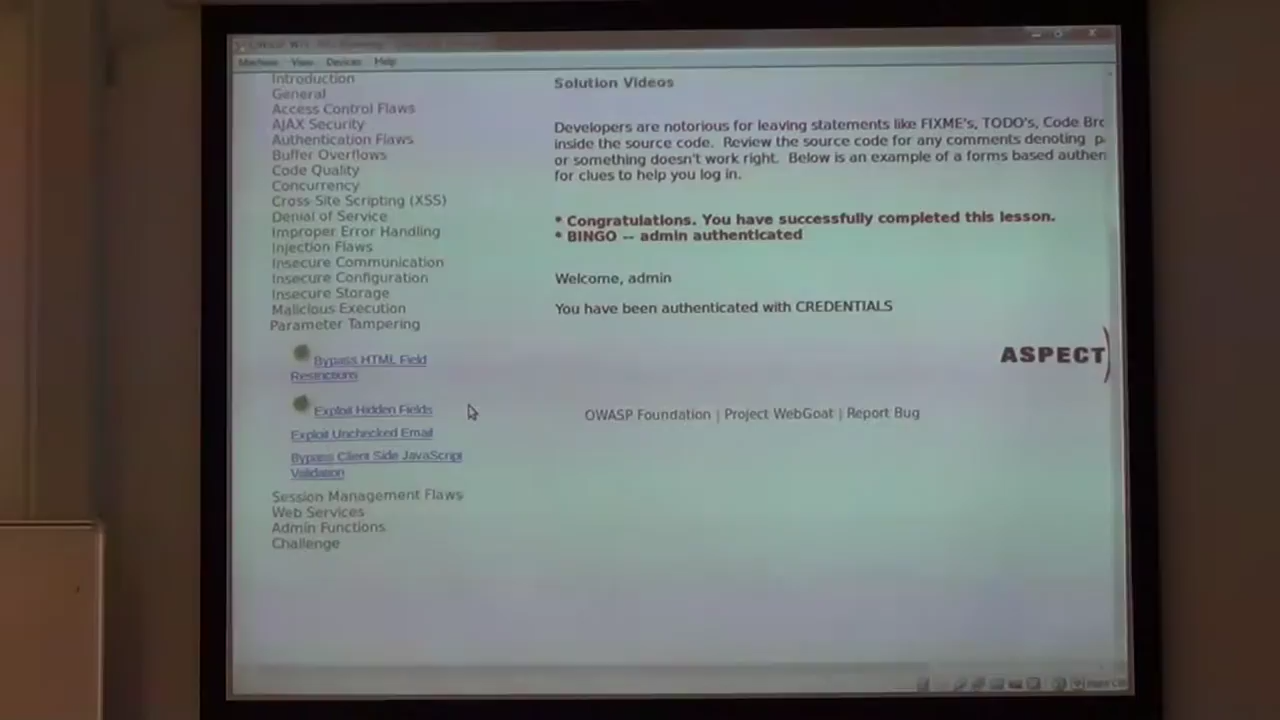 Machine View Devices Help
Introduction
General
Access Control Flaws
AJAX Security
Authentication Flaws
Buffer Overflows
Code Quality
Concurrency
Cross-Site Scripting (XSS)
Denial of Service
Improper Error Handling
Injection Flaws
Insecure Communication
Insecure Configuration
Insecure Storage
Malicious Execution
Parameter Tampering
Bypass HTML Field
Restrictions
Exploit Hidden Fields
Exploit Unchecked Email
Bypass Client Side JavaScript
Validation
Session Management Flaws
Web Services
Admin Functions
Challenge
Solution Videos
Developers are notorious for leaving statements like FIXME's, TODO's, Code Bro
inside the source code. Review the source code for any comments denoting p
or something doesn't work right. Below is an example of a forms based authen
for clues to help you log in.
* Congratulations. You have successfully completed this lesson.
* BINGO -- admin authenticated
Welcome, admin
You have been authenticated with CREDENTIALS
ASPECT
OWASP Foundation | Project WebGoat | Report Bug